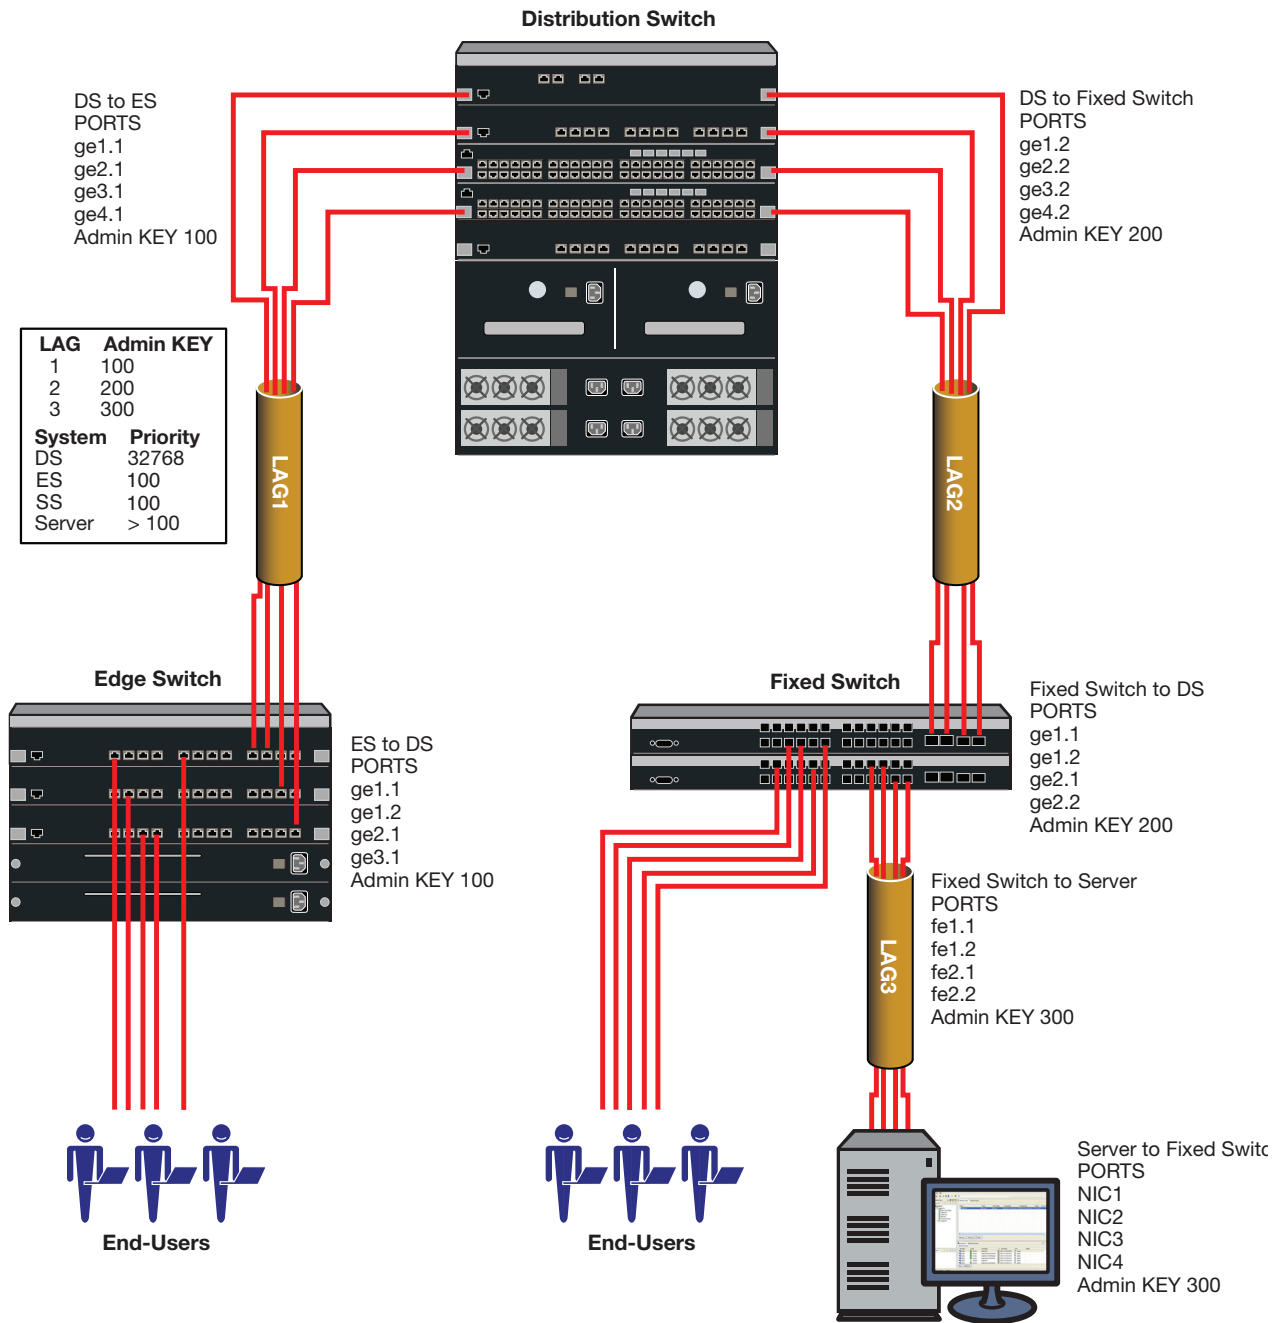 Distribution Switch
DS to ES
PORTS
ge1.1
ge2.1
ge3.1
ge4.1
Admin KEY 100
DS to Fixed Switch
PORTS
ge1.2
ge2.2
ge3.2
ge4.2
Admin KEY 200
LAG Admin KEY
1 100
2 200
3 300
System Priority
DS 32768
ES 100
SS 100
Server > 100
LAG1
LAG2
Edge Switch
ES to DS
PORTS
ge1.1
ge1.2
ge2.1
ge3.1
Admin KEY 100
Fixed Switch
Fixed Switch to DS
PORTS
ge1.1
ge1.2
ge2.1
ge2.2
Admin KEY 200
Fixed Switch to Server
PORTS
fe1.1
fe1.2
fe2.1
fe2.2
Admin KEY 300
LAG3
End-Users
End-Users
Server to Fixed Switc
PORTS
NIC1
NIC2
NIC3
NIC4
Admin KEY 300